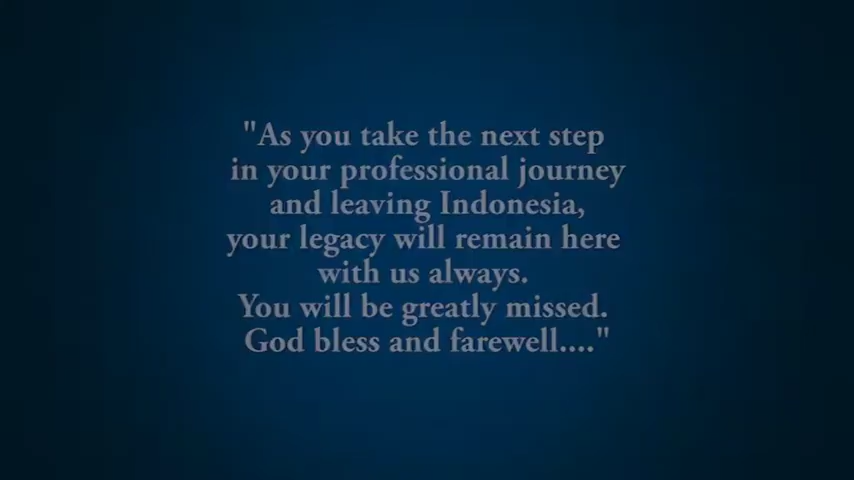 "As you take the next step
in your professional journey
and leaving Indonesia,
your legacy will remain here
with us always.
You will be greatly missed.
God bless and farewell...."